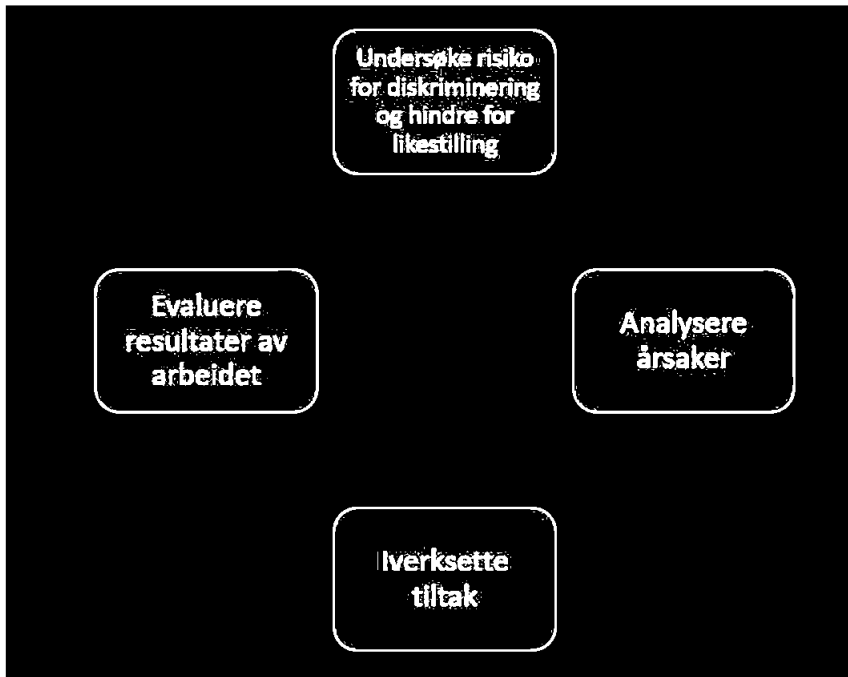 Undersøke risiko
for diskriminering
og hindre for
likestilling
Analysere
årsaker
Iverksette
tiltak
Evaluere
resultater av
arbeidet